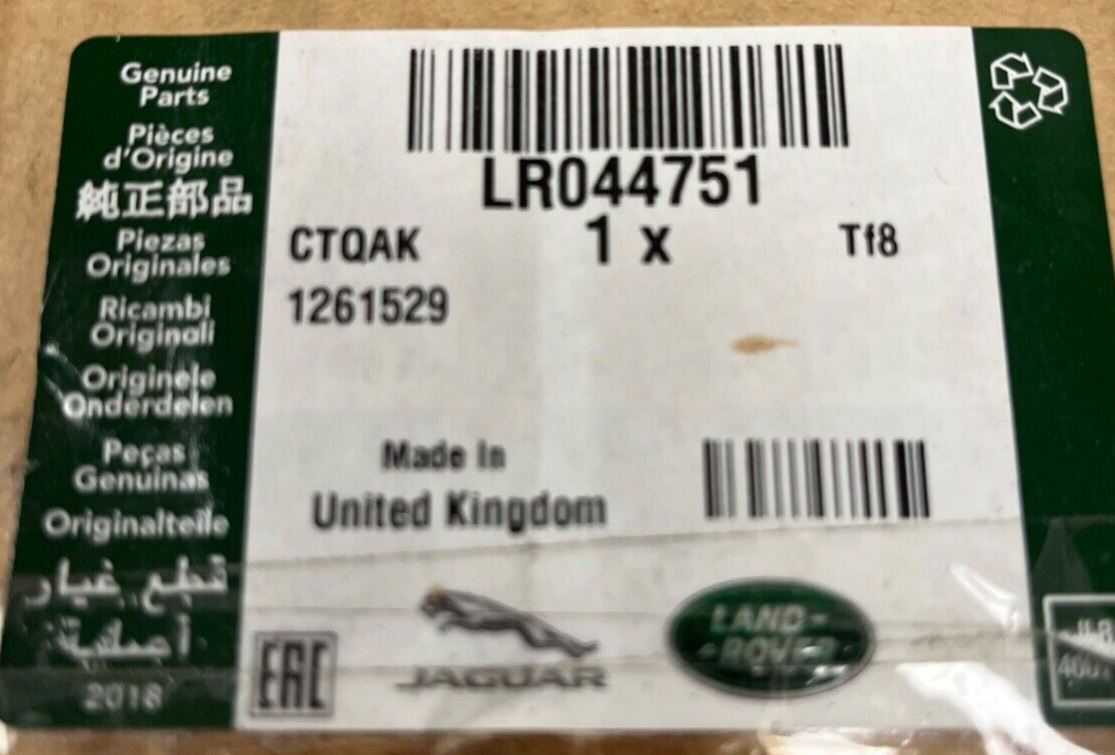 Genuine
Parts
Pièces
d'Origine
純正部品
Piezas
Originales
Ricambi
Originali
Originele
Onderdelen
Peças
Genuinas
Originalteile
قطع غيار
أصلية
2016
LR044751
CTQAK
1 x
Tf8
1261529
Made In
United Kingdom
EAC
JAGUAR
LAND-
-ROVER